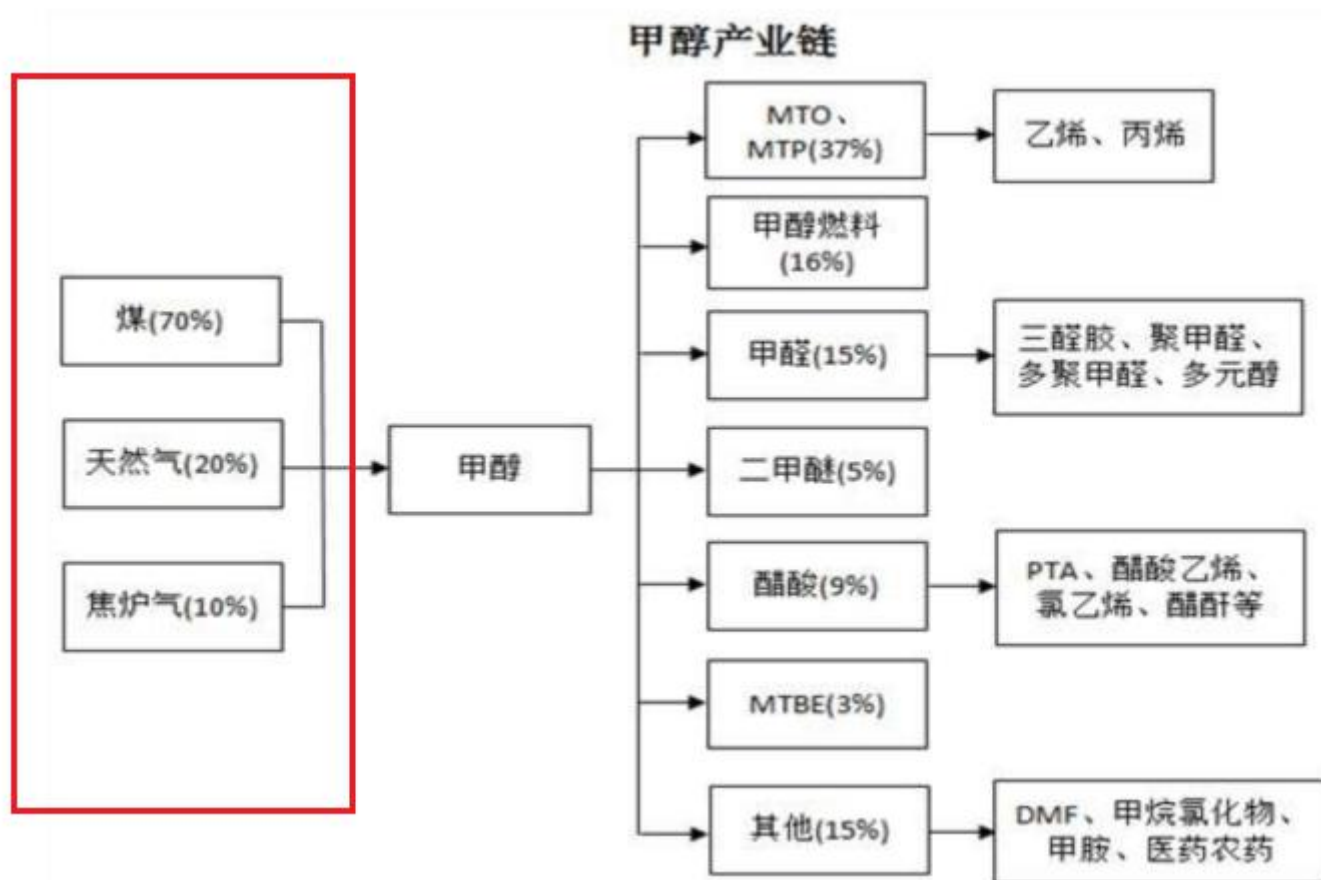 甲醇产业链
煤(70%)
天然气(20%)
焦炉气(10%)
甲醇
MTO、
MTP(37%)
乙烯、丙烯
甲醇燃料
(16%)
甲醛(15%)
三醛胶、聚甲醛、
多聚甲醛、多元醇
二甲醚(5%)
醋酸(9%)
PTA、醋酸乙烯、
氯乙烯、醋酐等
MTBE(3%)
其他(15%)
DMF、甲烷氯化物、
甲胺、医药农药